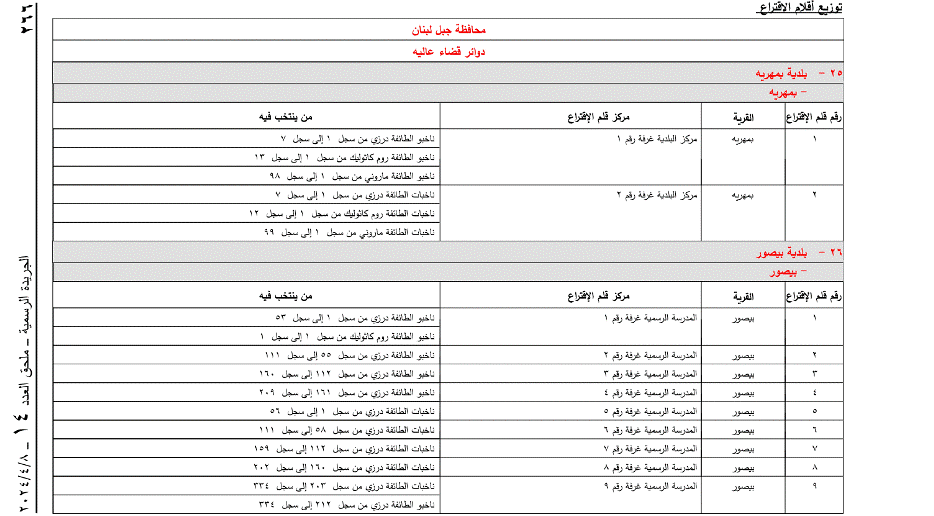 توزيع أقلام الإقتراع
٢٦٦
محافظة جبل لبنان
دوائر قضاء عاليه
٢٥ - بلدية بمهريه
- بمهريه
رقم قلم الإقتراع القرية مركز قلم الإقتراع من ينتخب فيه
١ بمهريه مركز البلدية غرفة رقم ١ ناخبو الطائفة درزي من سجل ١ إلى سجل ٧
ناخبو الطائفة روم كاثوليك من سجل ١ إلى سجل ١٣
ناخبو الطائفة ماروني من سجل ١ إلى سجل ٩٨
٢ بمهريه مركز البلدية غرفة رقم ٢ ناخبات الطائفة درزي من سجل ١ إلى سجل ٧
ناخبات الطائفة روم كاثوليك من سجل ١ إلى سجل ١٢
ناخبات الطائفة ماروني من سجل ١ إلى سجل ٩٩
٢٦ - بلدية بيصور
- بيصور
رقم قلم الإقتراع القرية مركز قلم الإقتراع من ينتخب فيه
١ بيصور المدرسة الرسمية غرفة رقم ١ ناخبو الطائفة درزي من سجل ١ إلى سجل ٥٣
ناخبو الطائفة روم كاثوليك من سجل ١ إلى سجل ١
٢ بيصور المدرسة الرسمية غرفة رقم ٢ ناخبو الطائفة درزي من سجل ٥٥ إلى سجل ١١١
٣ بيصور المدرسة الرسمية غرفة رقم ٣ ناخبو الطائفة درزي من سجل ١١٢ إلى سجل ١٦٠
٤ بيصور المدرسة الرسمية غرفة رقم ٤ ناخبو الطائفة درزي من سجل ١٦١ إلى سجل ٢٠٩
٥ بيصور المدرسة الرسمية غرفة رقم ٥ ناخبات الطائفة درزي من سجل ١ إلى سجل ٥٦
٦ بيصور المدرسة الرسمية غرفة رقم ٦ ناخبات الطائفة درزي من سجل ٥٨ إلى سجل ١١١
٧ بيصور المدرسة الرسمية غرفة رقم ٧ ناخبات الطائفة درزي من سجل ١١٢ إلى سجل ١٥٩
٨ بيصور المدرسة الرسمية غرفة رقم ٨ ناخبات الطائفة درزي من سجل ١٦٠ إلى سجل ٢٠٢
٩ بيصور المدرسة الرسمية غرفة رقم ٩ ناخبات الطائفة درزي من سجل ٢٠٣ إلى سجل ٣٣٤
ناخبو الطائفة درزي من سجل ٢١٢ إلى سجل ٣٣٤
الجريدة الرسمية - ملحق العدد ١٤ - ٢٠٢٤/٤/٨